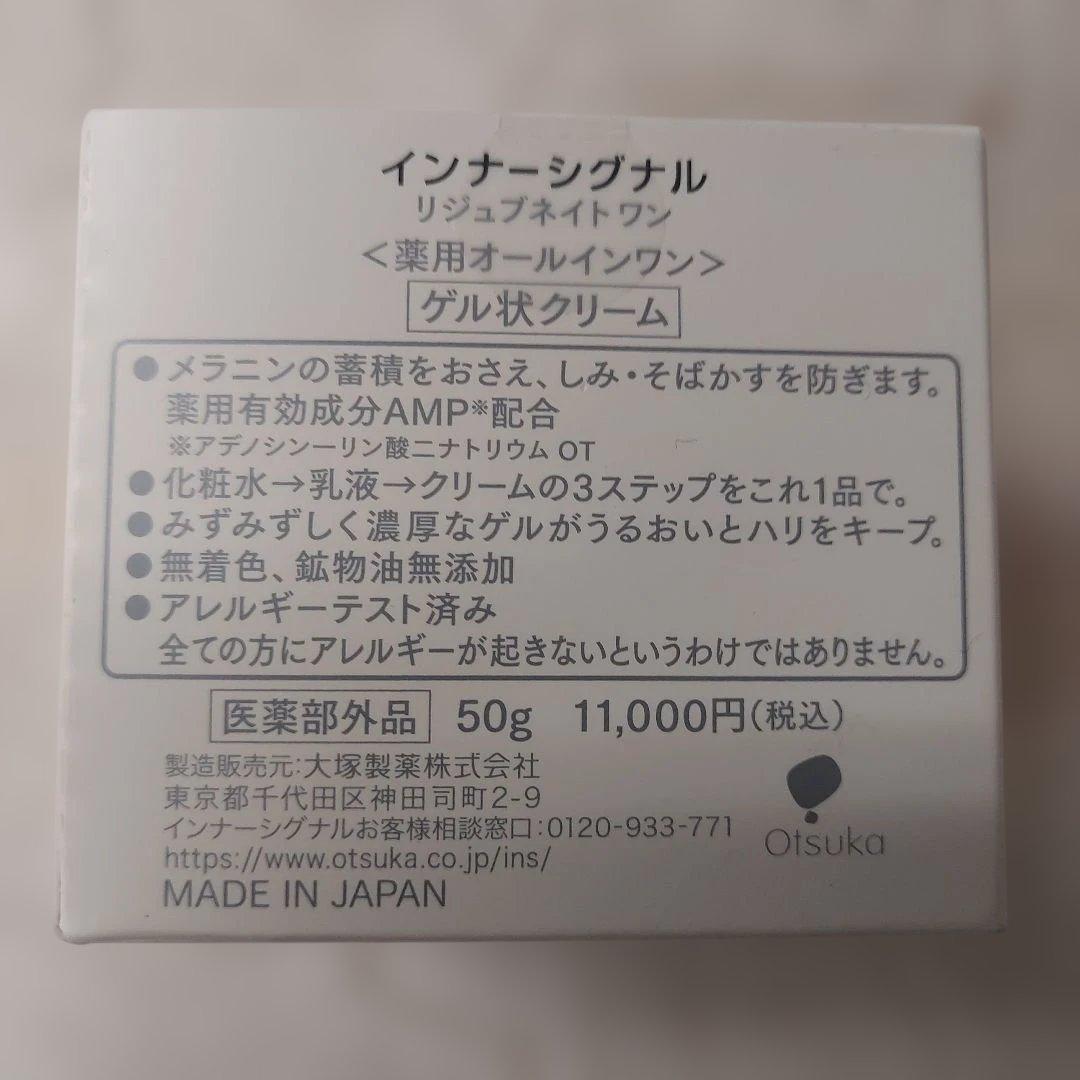 インナーシグナル
リジュブネイト ワン
＜薬用オールインワン＞
ゲル状クリーム
●メラニンの蓄積をおさえ、しみ・そばかすを防ぎます。
薬用有効成分AMP※配合
※アデノシン一リン酸二ナトリウム OT
●化粧水→乳液→クリームの3ステップをこれ1品で。
●みずみずしく濃厚なゲルがうるおいとハリをキープ。
●無着色、鉱物油無添加
●アレルギーテスト済み
全ての方にアレルギーが起きないというわけではありません。
医薬部外品 50g 11,000円(税込)
製造販売元:大塚製薬株式会社
東京都千代田区神田司町2-9
インナーシグナルお客様相談窓口:0120-933-771
https://www.otsuka.co.jp/ins/
MADE IN JAPAN
Otsuka